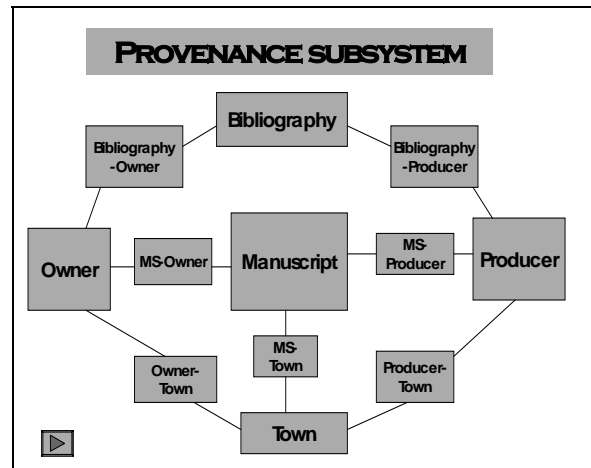 PROVENANCE SUBSYSTEM
Bibliography
Bibliography
-Owner
Bibliography
-Producer
Owner
MS-Owner
Manuscript
MS-
Producer
Producer
MS-
Town
Owner-
Town
Producer-
Town
Town